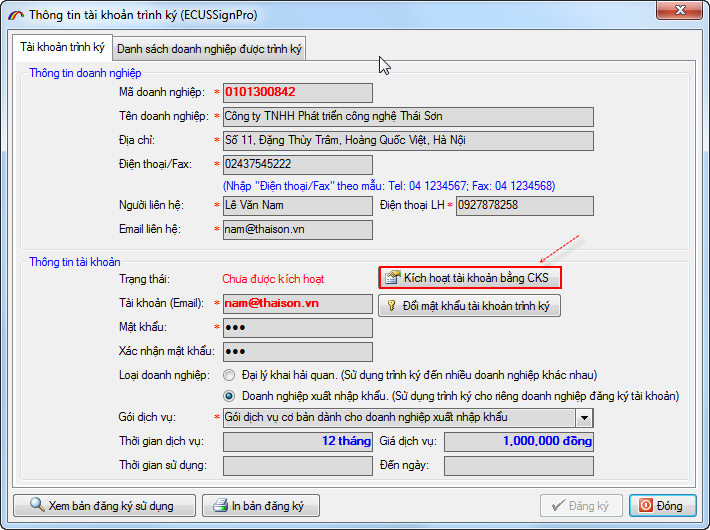 Thông tin tài khoản trình ký (ECUSSignPro)
Tài khoản trình ký Danh sách doanh nghiệp được trình ký
Thông tin doanh nghiệp
Mã doanh nghiệp: * 0101300842
Tên doanh nghiệp: * Công ty TNHH Phát triển công nghệ Thái Sơn
Địa chỉ: * Số 11, Đặng Thùy Trâm, Hoàng Quốc Việt, Hà Nội
Điện thoại/Fax: * 02437545222
(Nhập "Điện thoại/Fax" theo mẫu: Tel: 04 1234567; Fax: 04 1234568)
Người liên hệ: * Lê Văn Nam Điện thoại LH * 0927878258
Email liên hệ: * nam@thaison.vn
Thông tin tài khoản
Trạng thái: Chưa được kích hoạt Kích hoạt tài khoản bằng CKS
Tài khoản (Email): * nam@thaison.vn Đổi mật khẩu tài khoản trình ký
Mật khẩu: * ●●●
Xác nhận mật khẩu: * ●●●
Loại doanh nghiệp: Đại lý khai hải quan. (Sử dụng trình ký đến nhiều doanh nghiệp khác nhau)
Doanh nghiệp xuất nhập khẩu. (Sử dụng trình ký cho riêng doanh nghiệp đăng ký tài khoản)
Gói dịch vụ: * Gói dịch vụ cơ bản dành cho doanh nghiệp xuất nhập khẩu
Thời gian dịch vụ: 12 tháng Giá dịch vụ: 1,000,000 đồng
Thời gian sử dụng: Đến ngày:
Xem bản đăng ký sử dụng In bản đăng ký Đăng ký Đóng